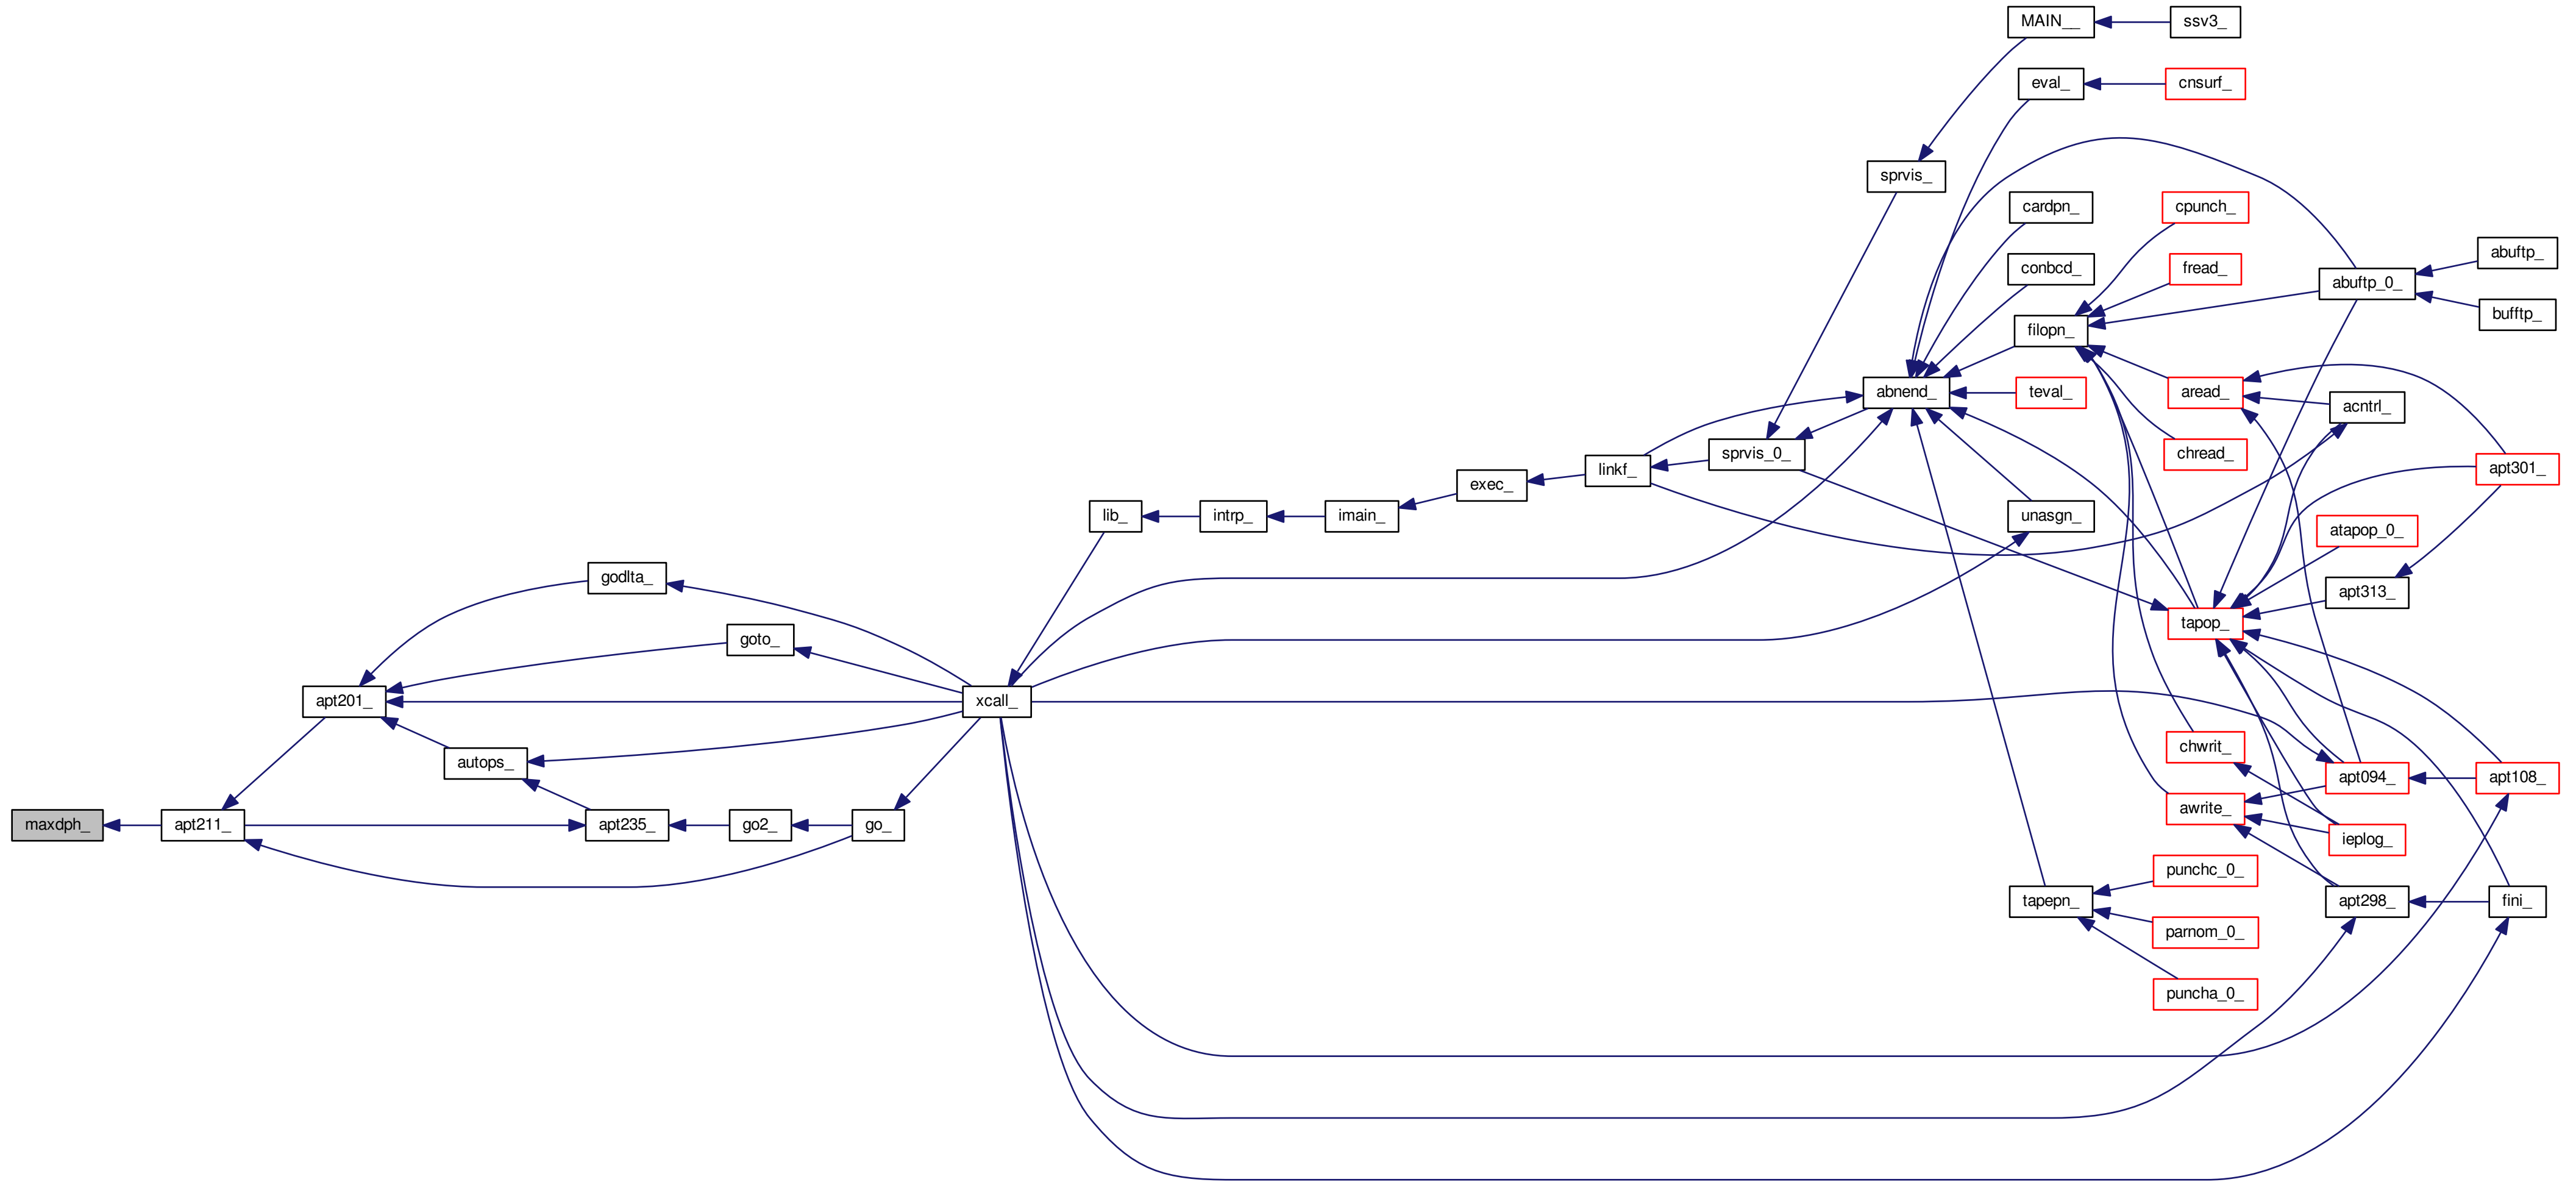 MAIN__
ssv3_
eval_
cnsurf_
sprvis_
cardpn_
cpunch_
abuftp_
conbcd_
fread_
abuftp_0_
bufftp_
filopn_
abnend_
teval_
aread_
acntrl_
sprvis_0_
chread_
linkf_
apt301_
exec_
lib_
intrp_
imain_
unasgn_
atapop_0_
godlta_
apt313_
tapop_
goto_
apt201_
xcall_
chwrit_
autops_
apt094_
apt108_
awrite_
maxdph_
apt211_
apt235_
go2_
go_
ieplog_
punchc_0_
tapepn_
apt298_
fini_
parnom_0_
puncha_0_